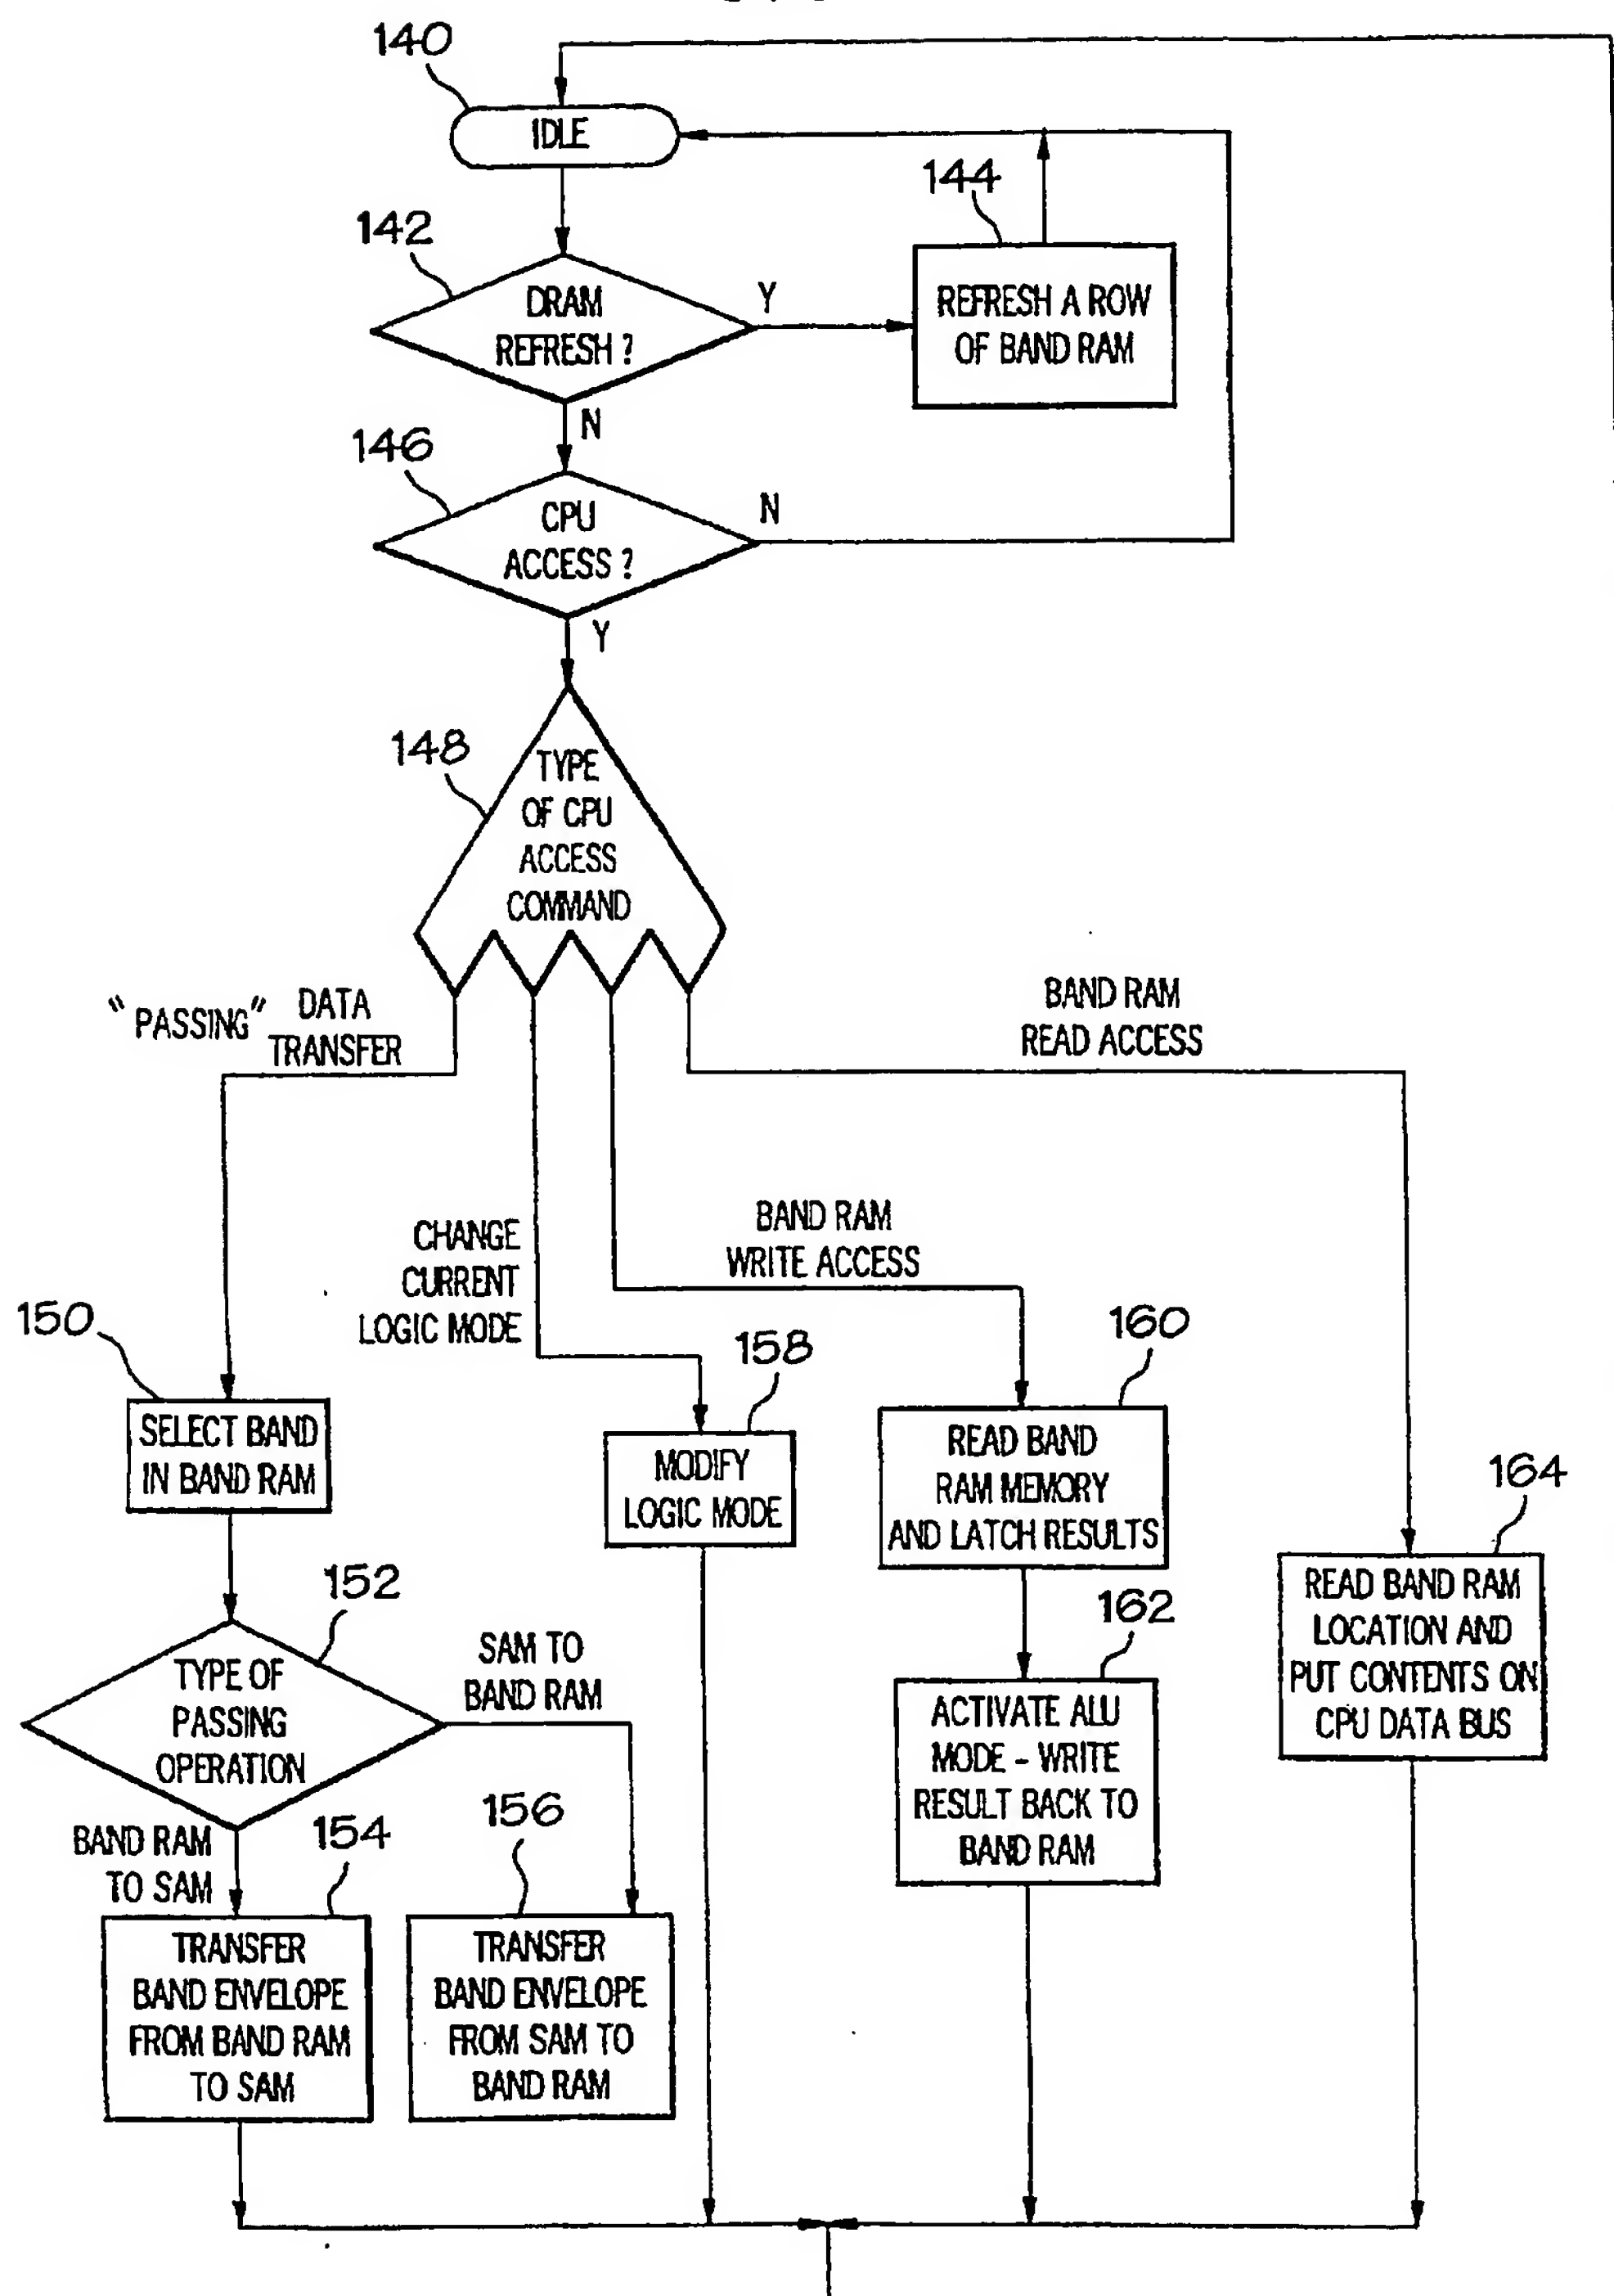 140
IDLE
144
142
DRAM
REFRESH ?
Y
REFRESH A ROW
OF BAND RAM
N
146
CPU
ACCESS ?
N
Y
148
TYPE
OF CPU
ACCESS
COMMAND
"PASSING" DATA
TRANSFER
BAND RAM
READ ACCESS
CHANGE
CURRENT
LOGIC MODE
BAND RAM
WRITE ACCESS
150
SELECT BAND
IN BAND RAM
158
MODIFY
LOGIC MODE
160
READ BAND
RAM MEMORY
AND LATCH RESULTS
164
READ BAND RAM
LOCATION AND
PUT CONTENTS ON
CPU DATA BUS
152
TYPE OF
PASSING
OPERATION
SAM TO
BAND RAM
162
ACTIVATE ALU
MODE - WRITE
RESULT BACK TO
BAND RAM
BAND RAM
TO SAM
154
TRANSFER
BAND ENVELOPE
FROM BAND RAM
TO SAM
156
TRANSFER
BAND ENVELOPE
FROM SAM TO
BAND RAM